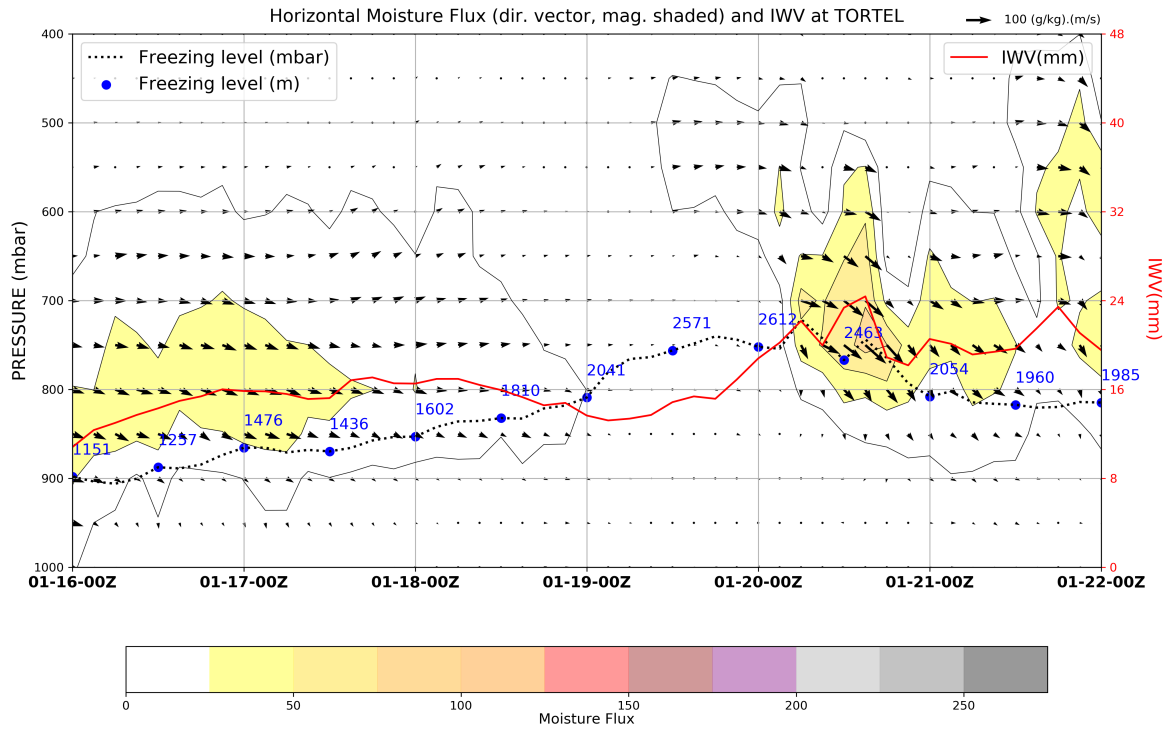 Horizontal Moisture Flux (dir. vector, mag. shaded) and IWV at TORTEL
100 (g/kg).(m/s)
Freezing level (mbar)
Freezing level (m)
IWV(mm)
PRESSURE (mbar)
400
500
600
700
800
900
1000
48
40
32
24
16
8
0
IWV(mm)
1151
1257
1476
1436
1602
1810
2041
2571
2612
2463
2054
1960
1985
01-16-00Z 01-17-00Z 01-18-00Z 01-19-00Z 01-20-00Z 01-21-00Z 01-22-00Z
0 50 100 150 200 250
Moisture Flux